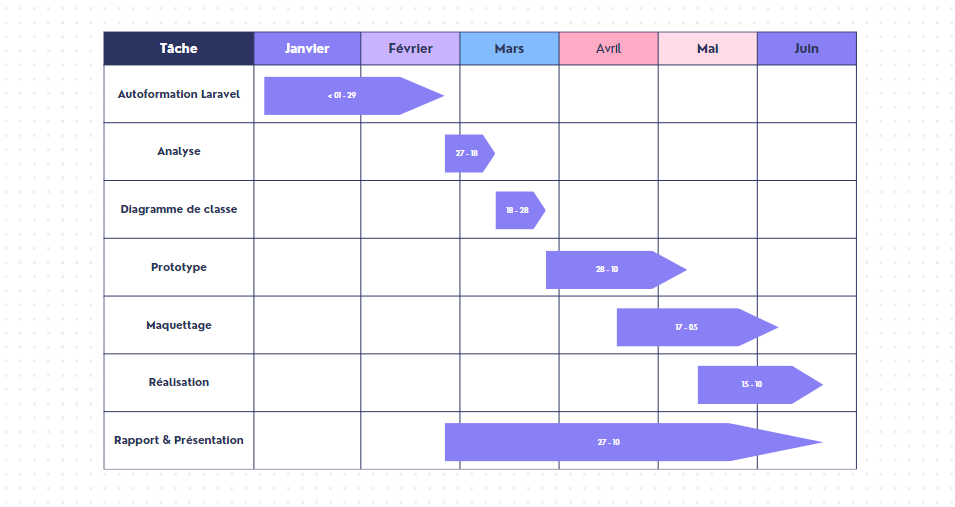 Tâche Janvier Février Mars Avril Mai Juin
Autoformation Laravel < 01 - 29
Analyse 27 - 18
Diagramme de classe 18 - 28
Prototype 28 - 10
Maquettage 17 - 05
Réalisation 15 - 10
Rapport & Présentation 27 - 10